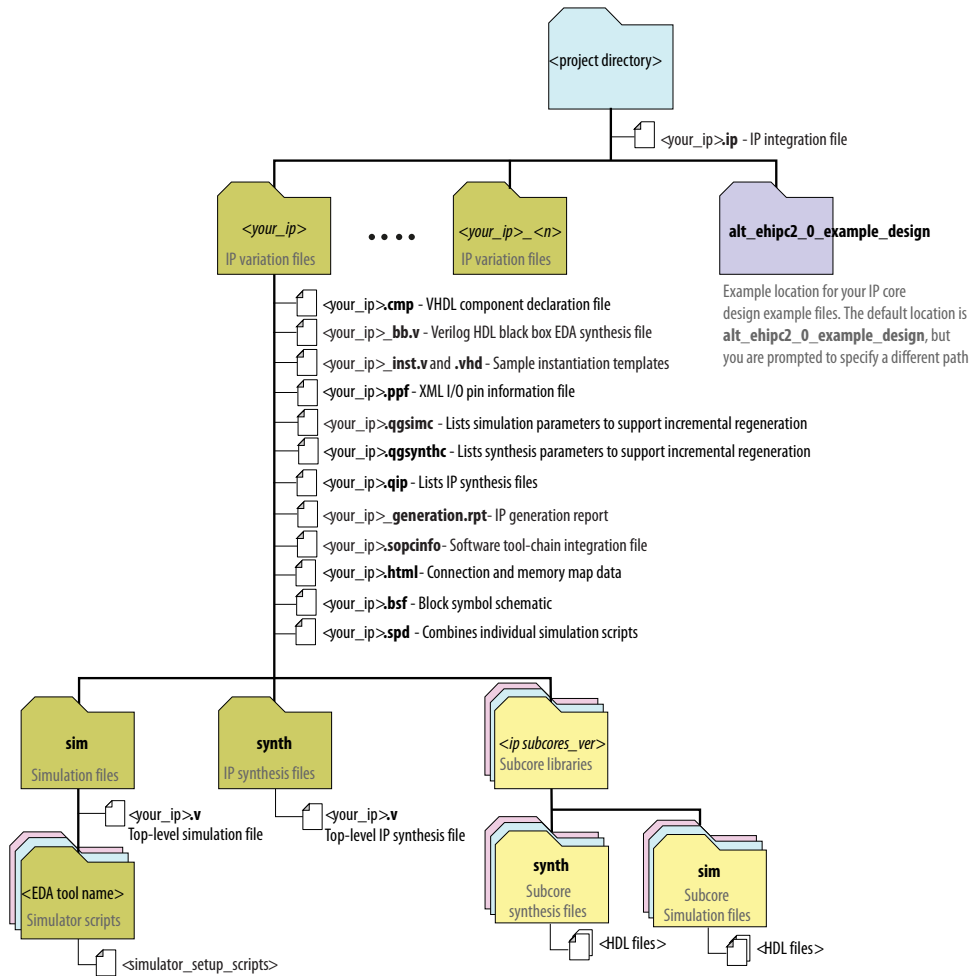 <project directory>
<your_ip>.ip - IP integration file
<your_ip>
IP variation files
<your_ip>_<n>
IP variation files
alt_ehipc2_0_example_design
Example location for your IP core
design example files. The default location is
alt_ehipc2_0_example_design, but
you are prompted to specify a different path
<your_ip>.cmp - VHDL component declaration file
<your_ip>_bb.v - Verilog HDL black box EDA synthesis file
<your_ip>_inst.v and .vhd - Sample instantiation templates
<your_ip>.ppf - XML I/O pin information file
<your_ip>.qgsimc - Lists simulation parameters to support incremental regeneration
<your_ip>.qgsynthc - Lists synthesis parameters to support incremental regeneration
<your_ip>.qip - Lists IP synthesis files
<your_ip>_generation.rpt- IP generation report
<your_ip>.sopcinfo- Software tool-chain integration file
<your_ip>.html- Connection and memory map data
<your_ip>.bsf - Block symbol schematic
<your_ip>.spd - Combines individual simulation scripts
sim
Simulation files
<your_ip>.v
Top-level simulation file
<EDA tool name>
Simulator scripts
<simulator_setup_scripts>
synth
IP synthesis files
<your_ip>.v
Top-level IP synthesis file
<ip subcores_ver>
Subcore libraries
synth
Subcore
synthesis files
<HDL files>
sim
Subcore
Simulation files
<HDL files>